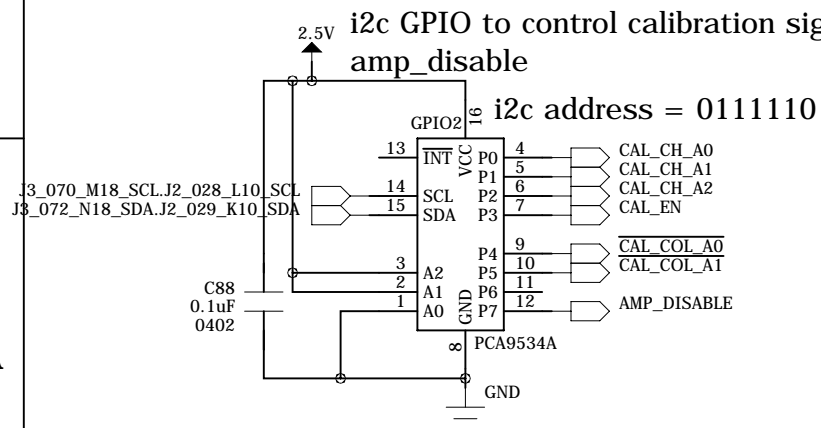 2.5V i2c GPIO to control calibration sig
amp_disable
16 i2c address = 0111110
GPIO2
13 INT VCC P0 4 CAL_CH_A0
P1 5 CAL_CH_A1
J3_070_M18_SCL.J2_028_L10_SCL 14 SCL P2 6 CAL_CH_A2
J3_072_N18_SDA.J2_029_K10_SDA 15 SDA P3 7 CAL_EN
P4 9 CAL_COL_A0
3 A2 P5 10 CAL_COL_A1
C88 2 A1 P6 11
0.1uF 1 A0 GND P7 12 AMP_DISABLE
0402
8 PCA9534A
GND